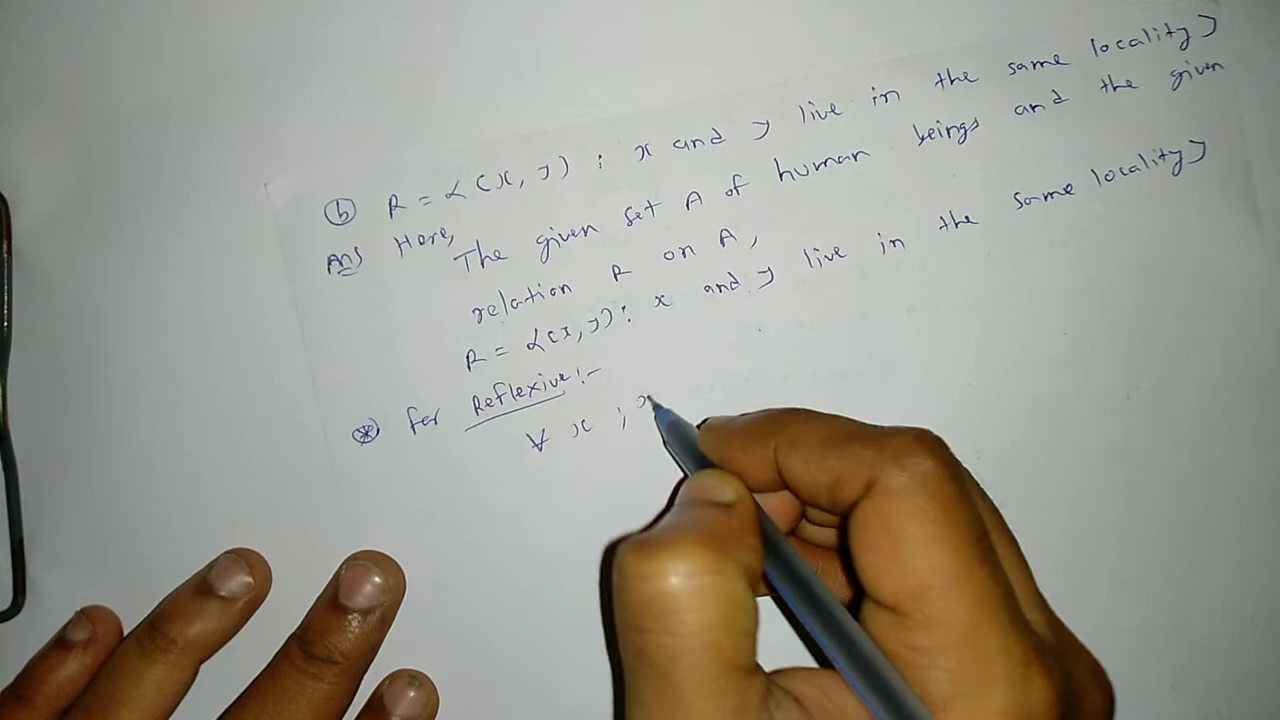 (b) R = {(x, y) : x and y live in the same locality}
Ans Here,
The given set A of human beings and the given
relation R on A,
R = {(x, y) : x and y live in the same locality}
(*) for Reflexive :-
∀ x ; x